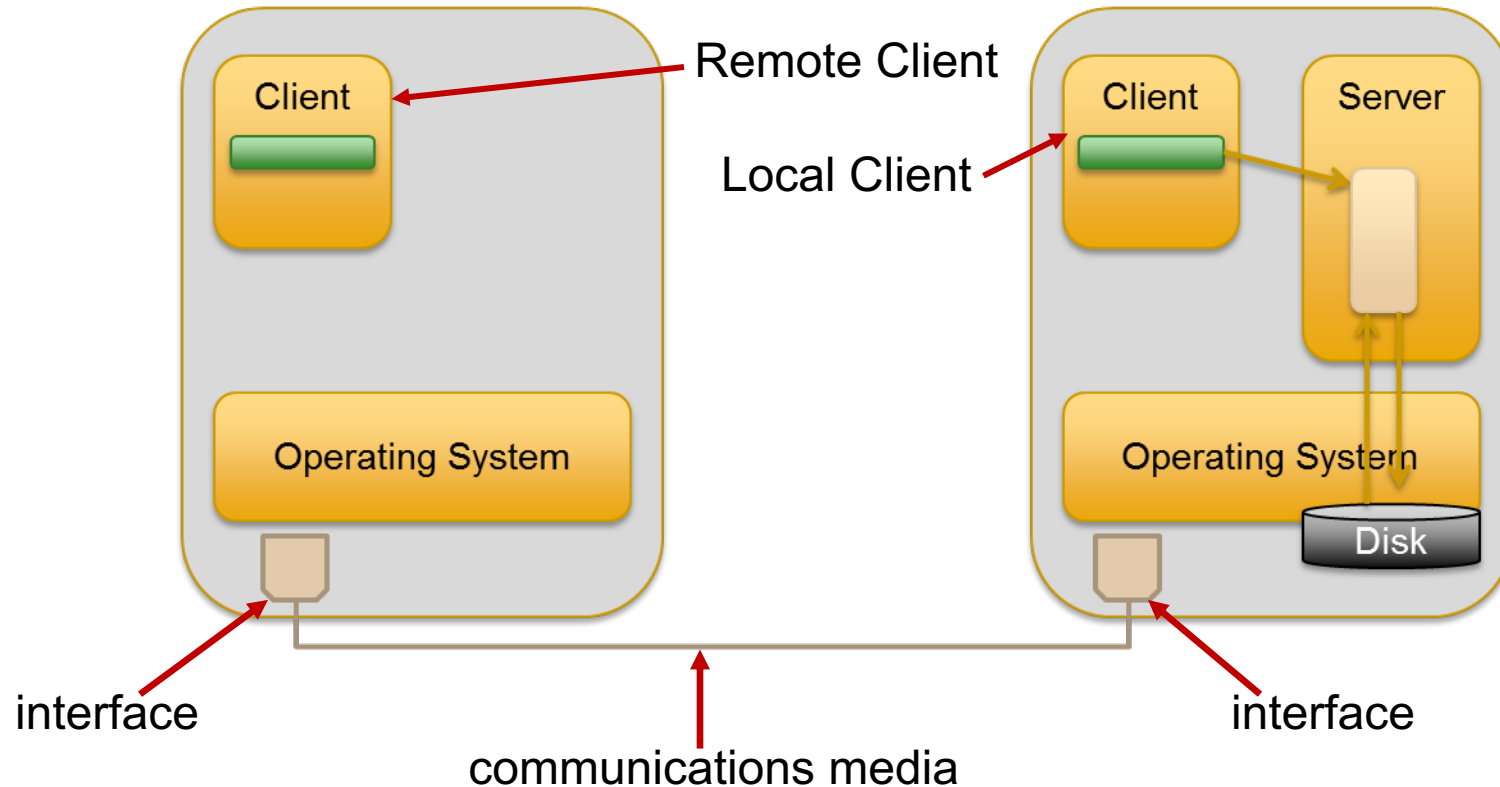 Remote Client
Client
Client
Server
Local Client
Operating System
Operating System
Disk
interface
interface
communications media